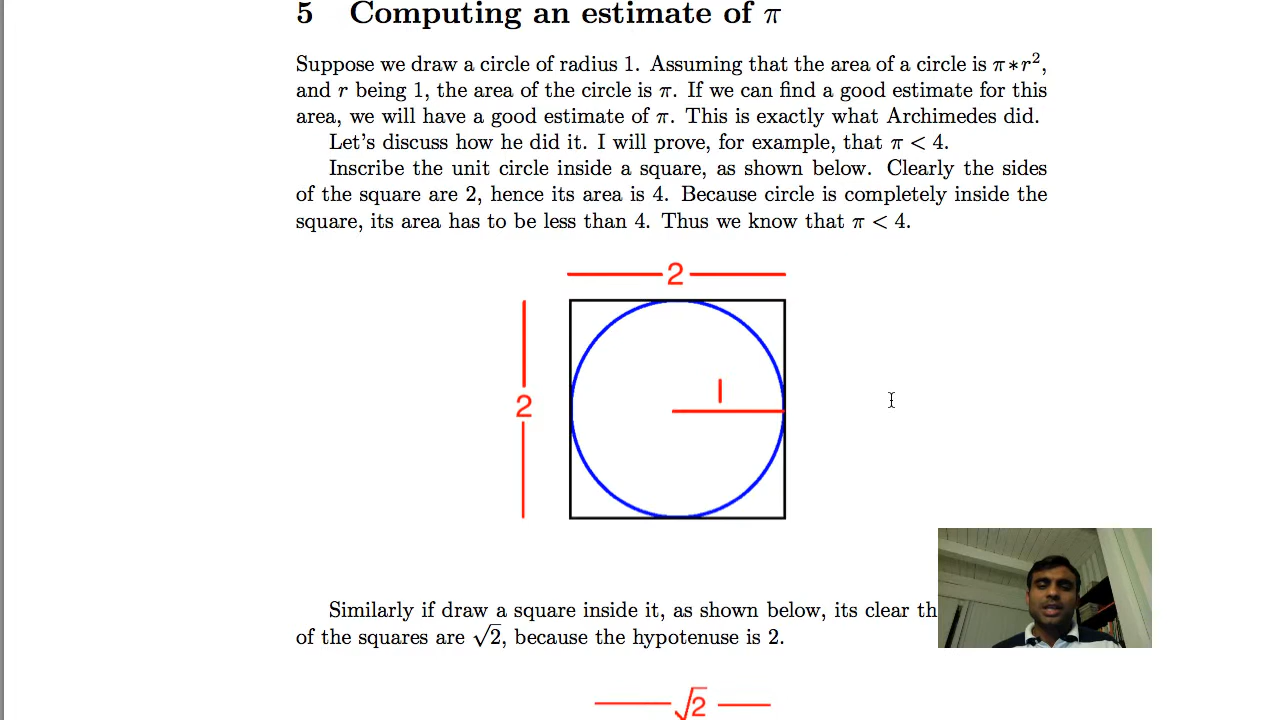 5 Computing an estimate of π
Suppose we draw a circle of radius 1. Assuming that the area of a circle is π∗r²,
and r being 1, the area of the circle is π. If we can find a good estimate for this
area, we will have a good estimate of π. This is exactly what Archimedes did.
Let's discuss how he did it. I will prove, for example, that π < 4.
Inscribe the unit circle inside a square, as shown below. Clearly the sides
of the square are 2, hence its area is 4. Because circle is completely inside the
square, its area has to be less than 4. Thus we know that π < 4.
2
1
2
Similarly if draw a square inside it, as shown below, its clear th
of the squares are √2, because the hypotenuse is 2.
√2